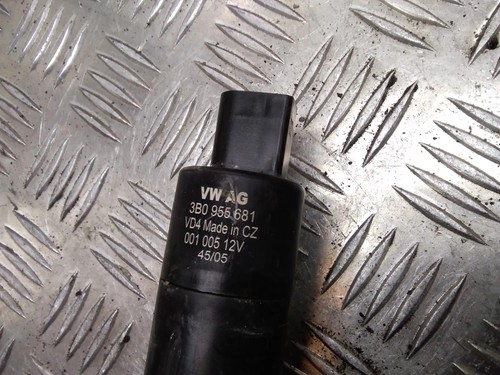 VW AG
3B0 955 681
VD4 Made in CZ
001 005 12V
45/05